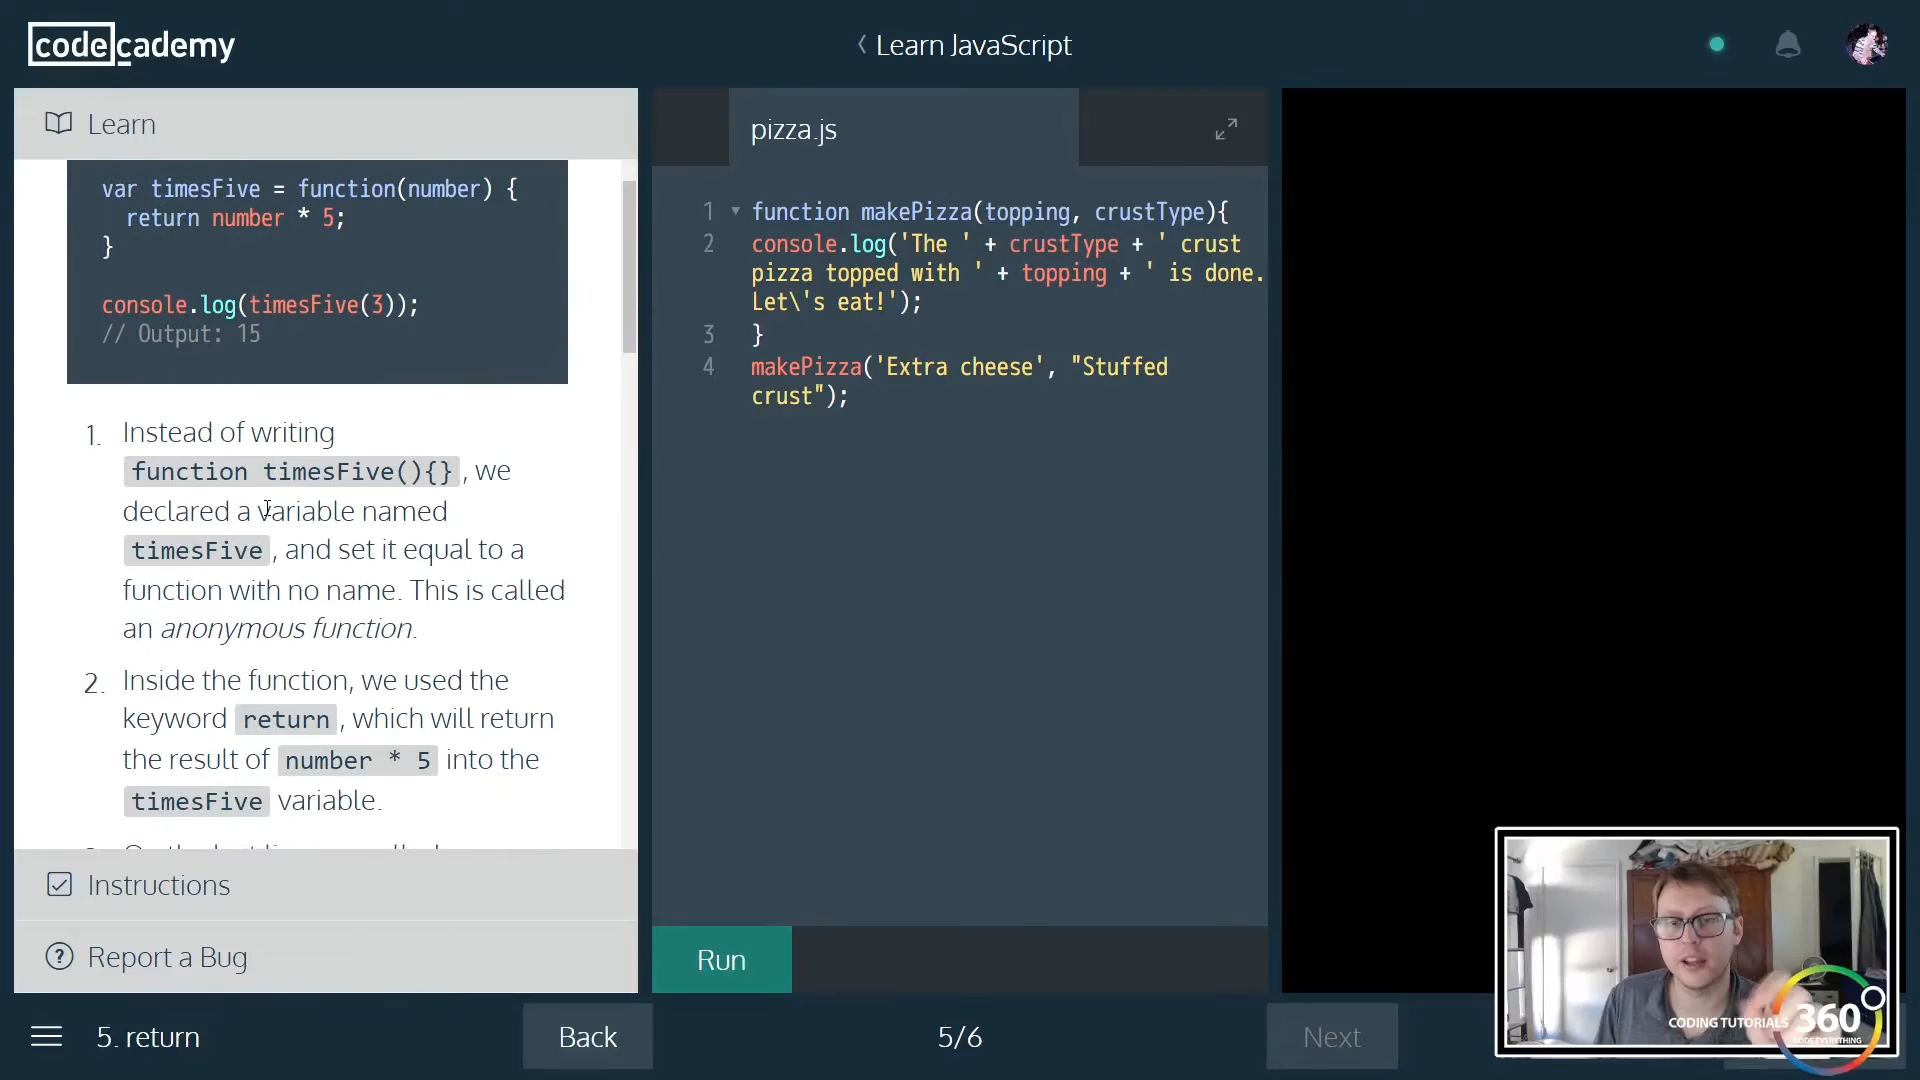 codecademy
Learn JavaScript
Learn
var timesFive = function(number) {
return number * 5;
}
console.log(timesFive(3));
// Output: 15
1. Instead of writing
function timesFive(){} , we
declared a variable named
timesFive , and set it equal to a
function with no name. This is called
an anonymous function.
2. Inside the function, we used the
keyword return , which will return
the result of number * 5 into the
timesFive variable.
Instructions
Report a Bug
pizza.js
1 function makePizza(topping, crustType){
2 console.log('The ' + crustType + ' crust
pizza topped with ' + topping + ' is done.
Let\'s eat!');
3 }
4 makePizza('Extra cheese', "Stuffed
crust");
Run
5. return
Back
5/6
Next
CODING TUTORIALS 360
CODE EVERYTHING